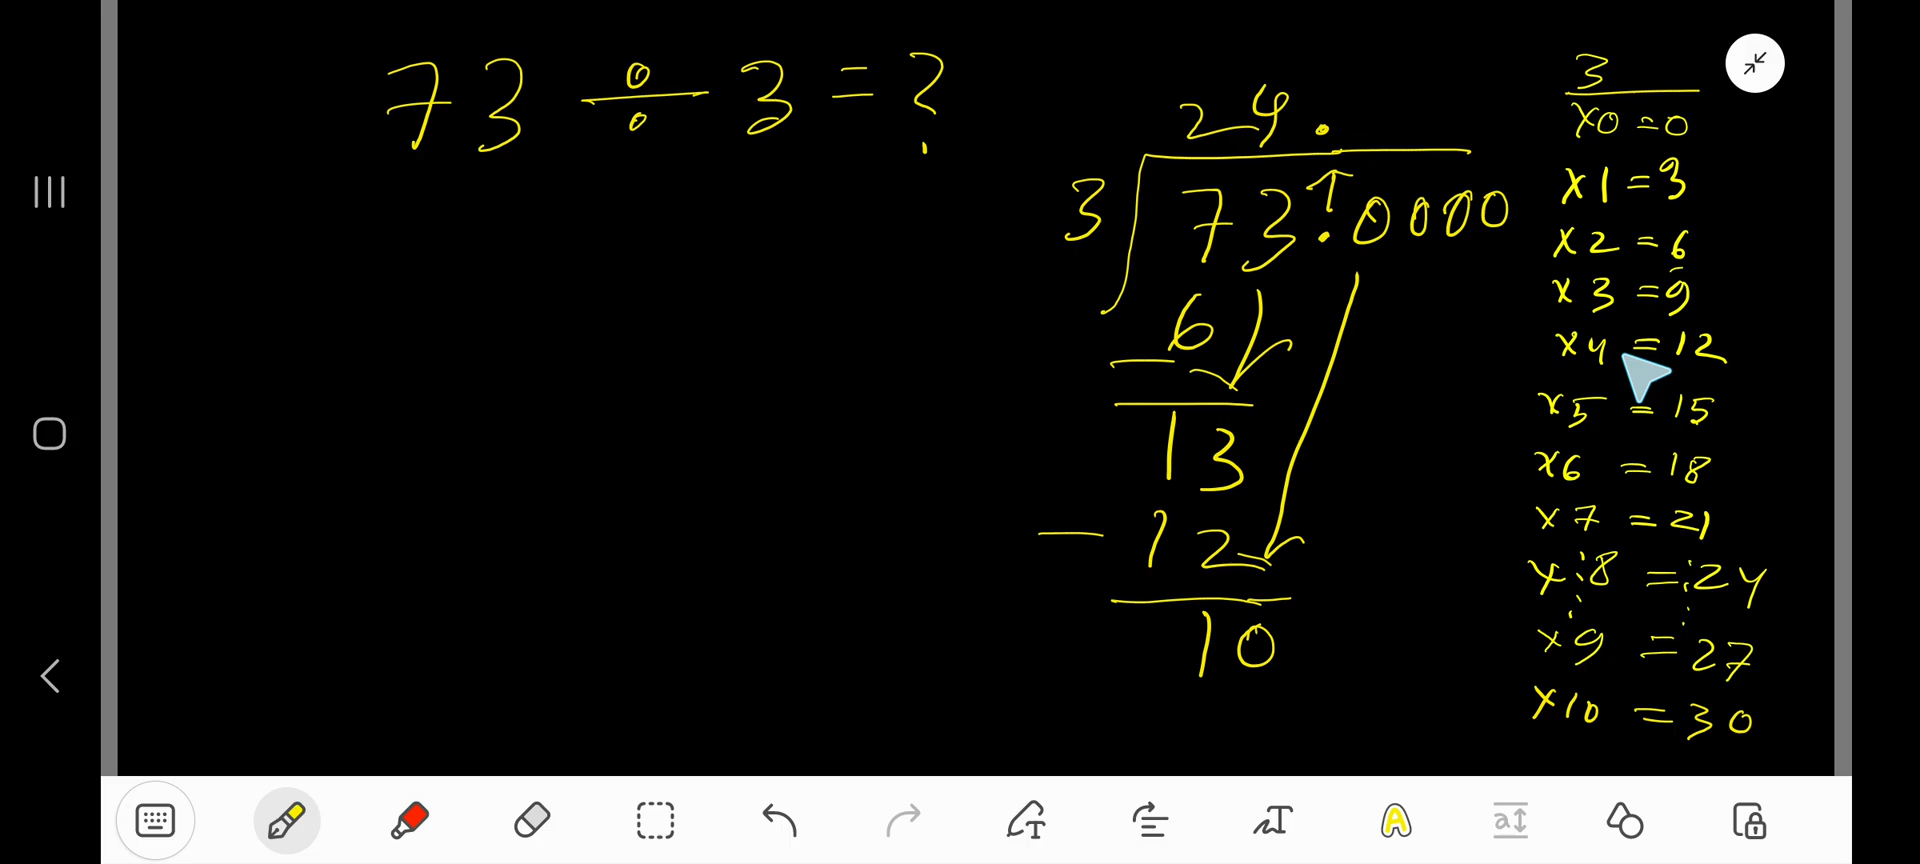 73 ÷ 3 = ?
24.
3 73.0000
6
13
- 12
10
3
x0 = 0
x1 = 3
x2 = 6
x3 = 9
x4 = 12
x5 = 15
x6 = 18
x7 = 21
x8 = 24
x9 = 27
x10 = 30
T
T
A
a